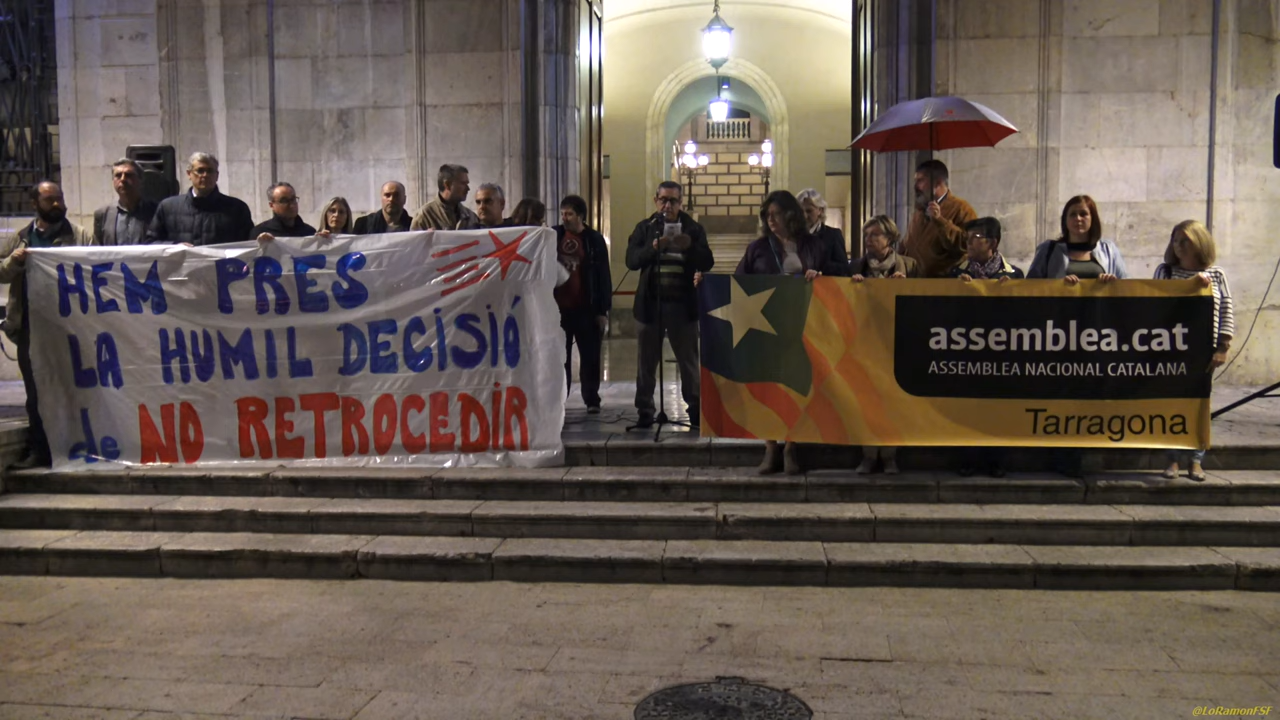 HEM PRES
LA HUMIL DECISIÓ
de NO RETROCEDIR
assemblea.cat
ASSEMBLEA NACIONAL CATALANA
Tarragona
@LoRamonFSF